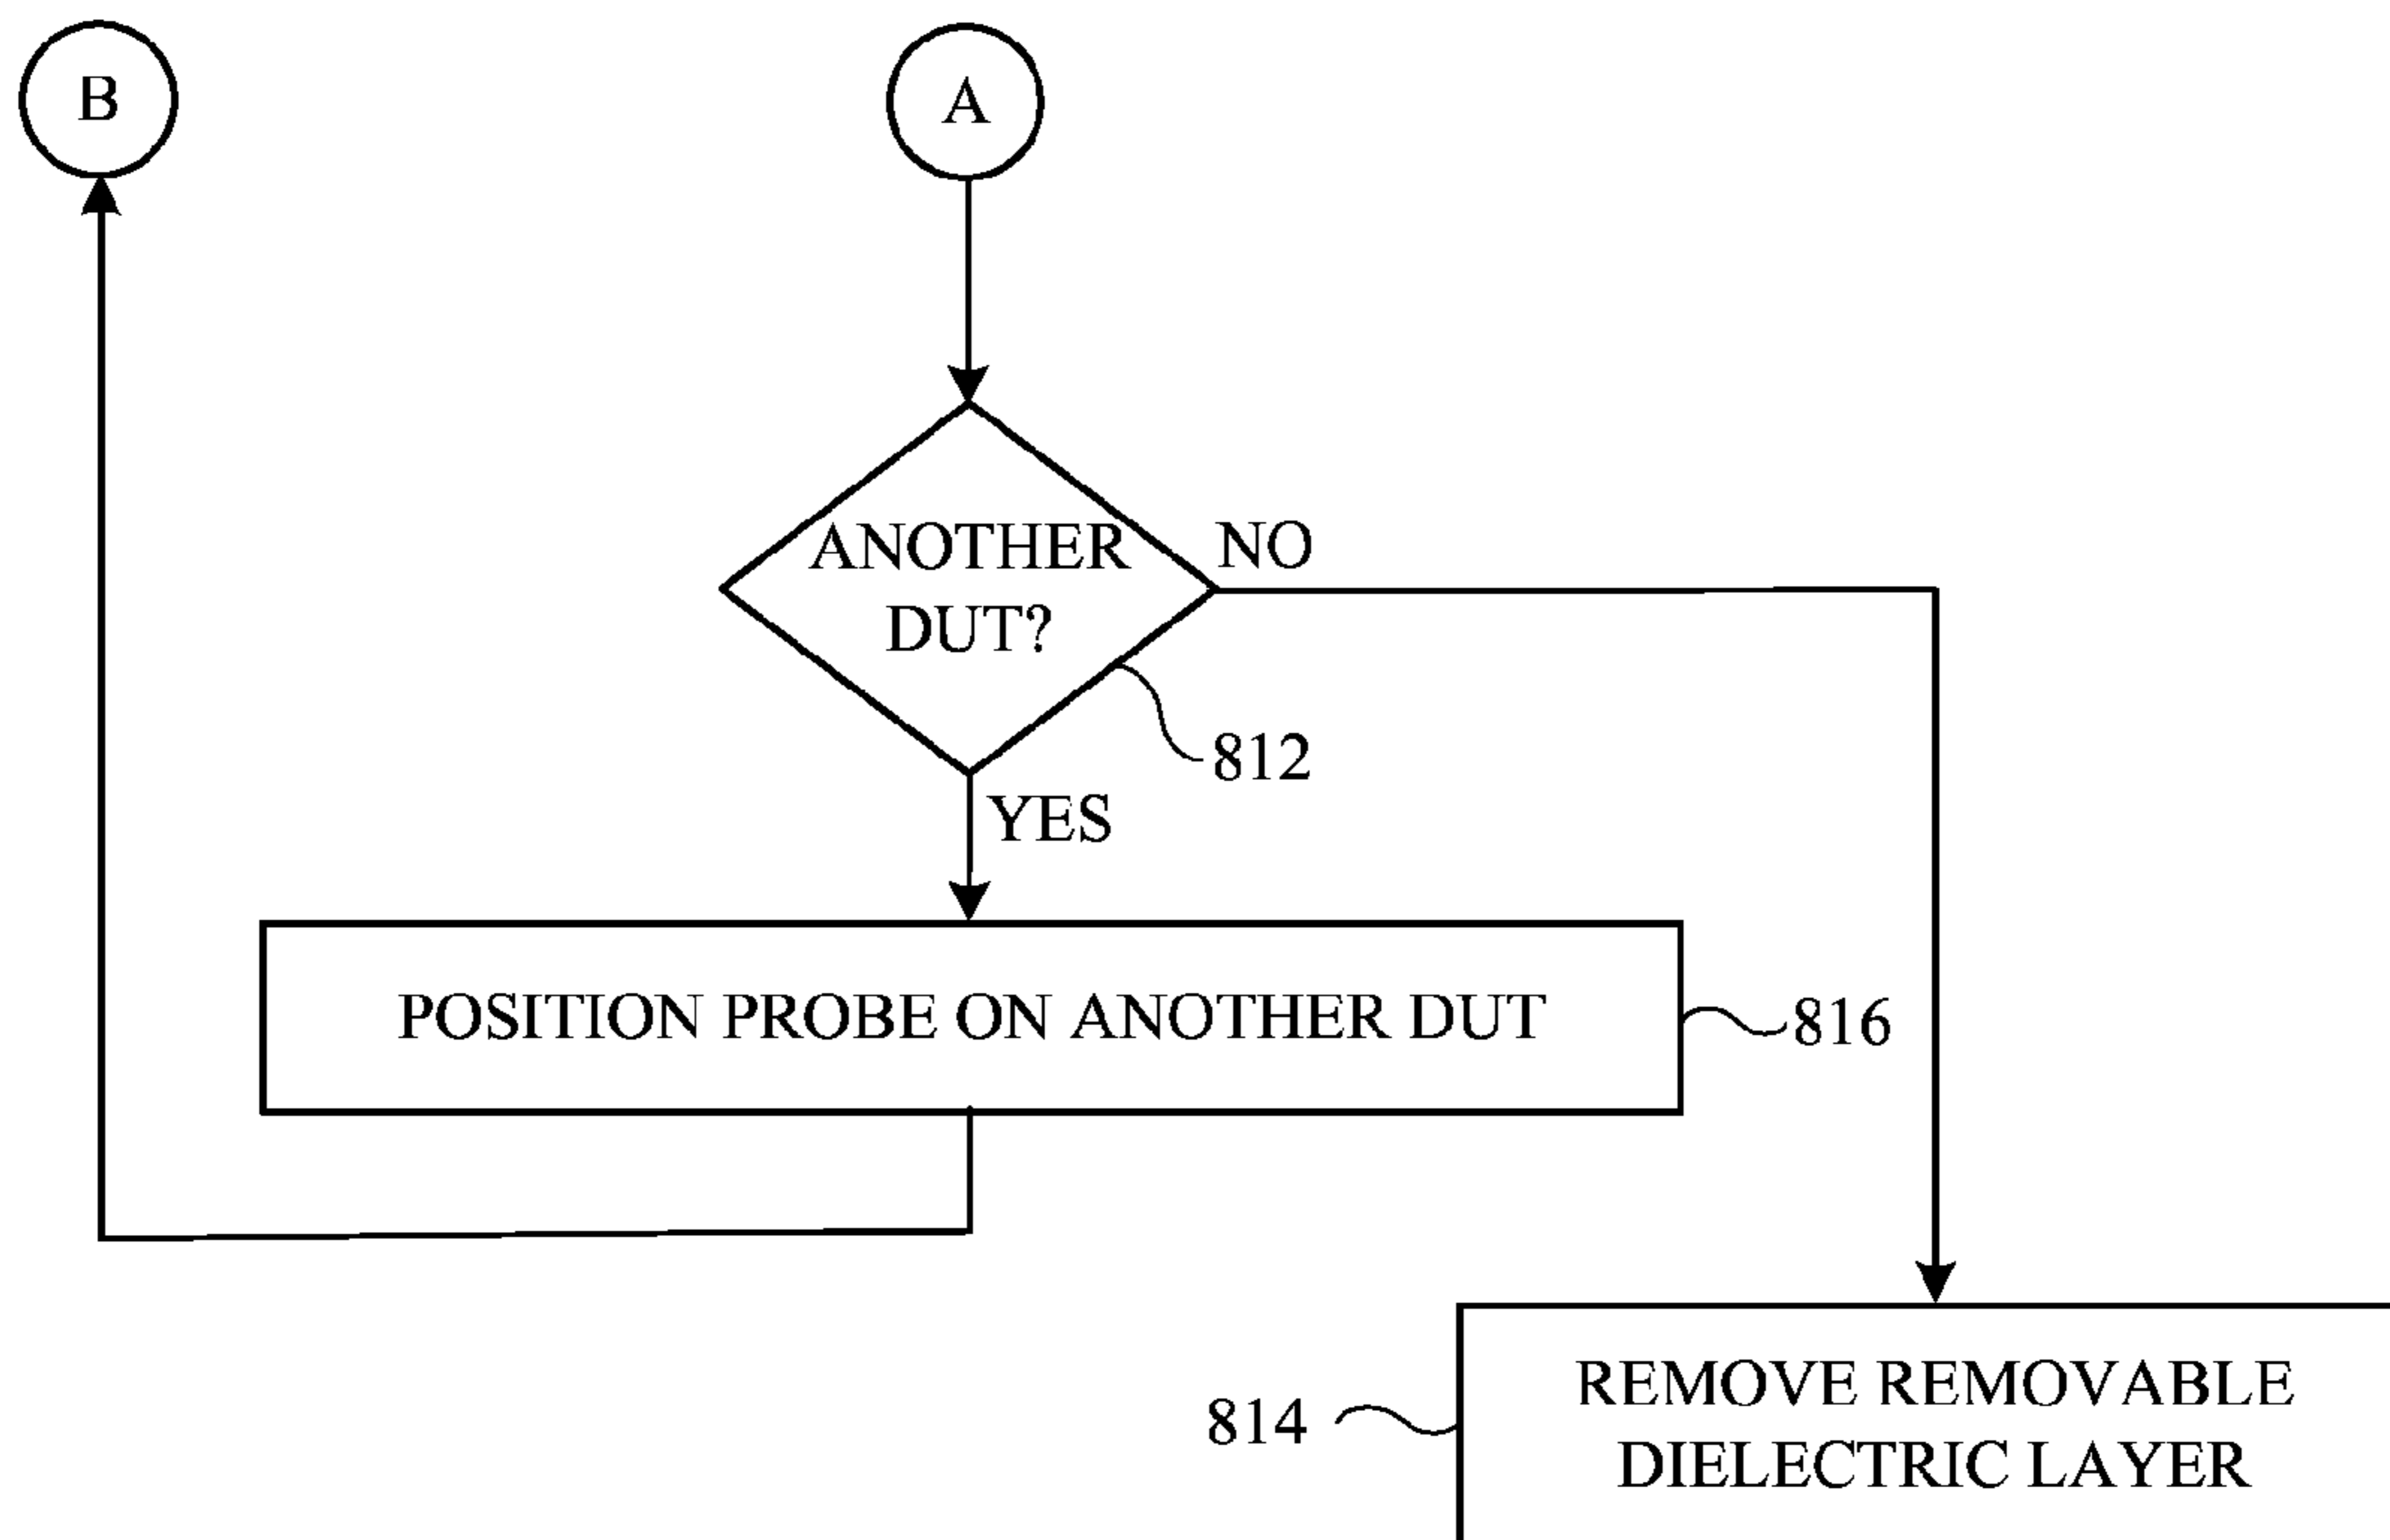 B
A
ANOTHER
DUT?
NO
812
YES
POSITION PROBE ON ANOTHER DUT
816
814
REMOVE REMOVABLE
DIELECTRIC LAYER